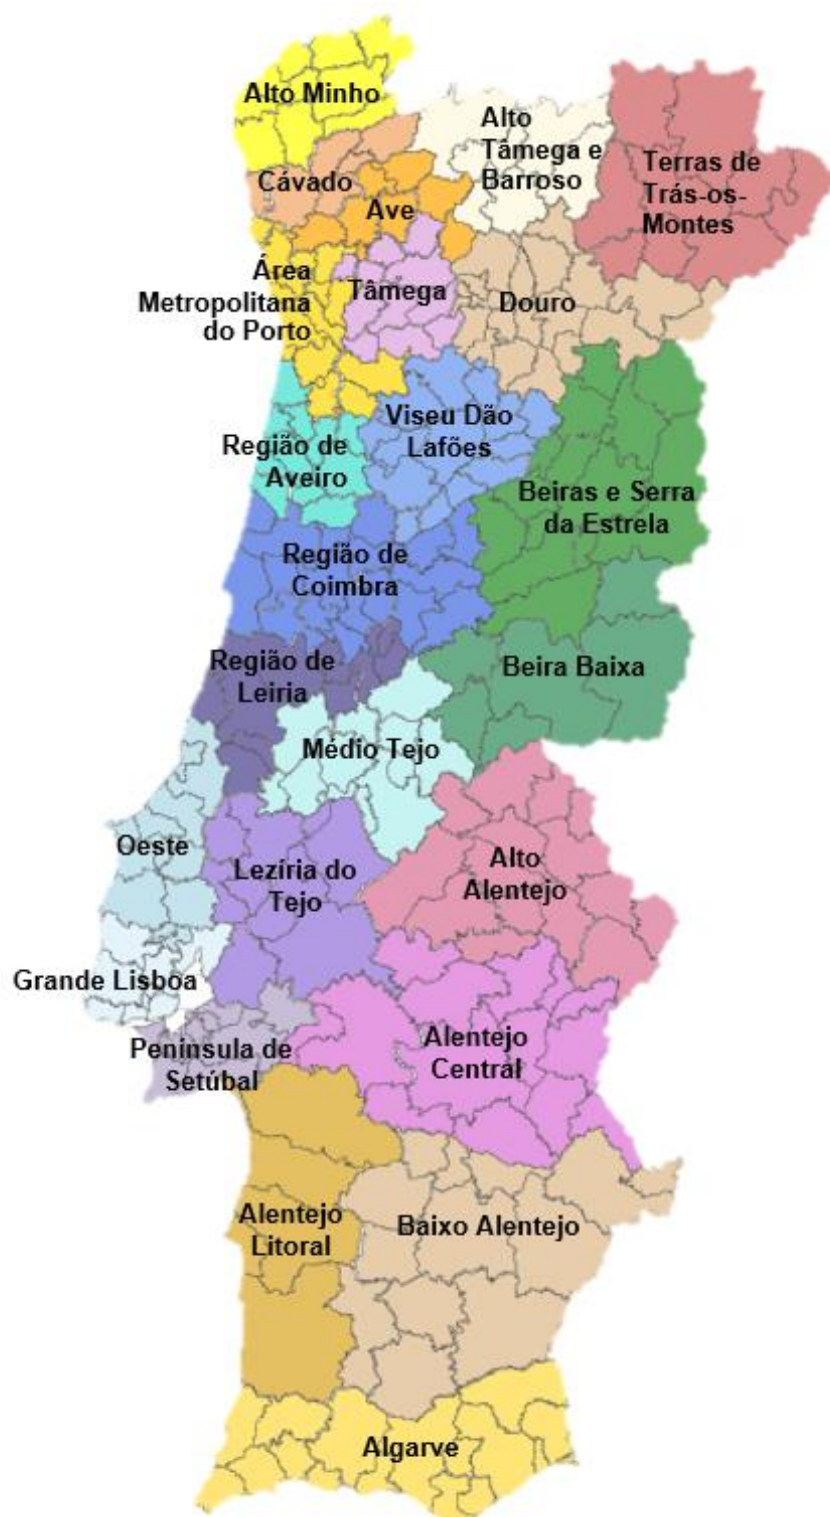 Alto Minho
Alto
Tâmega e
Barroso
Terras de
Trás-os-
Montes
Cávado
Ave
Área
Metropolitana
do Porto
Tâmega
Douro
Viseu Dão
Lafões
Região de
Aveiro
Beiras e Serra
da Estrela
Região de
Coimbra
Região de
Leiria
Beira Baixa
Médio Tejo
Oeste
Lezíria do
Tejo
Alto
Alentejo
Grande Lisboa
Península de
Setúbal
Alentejo
Central
Alentejo
Litoral
Baixo Alentejo
Algarve